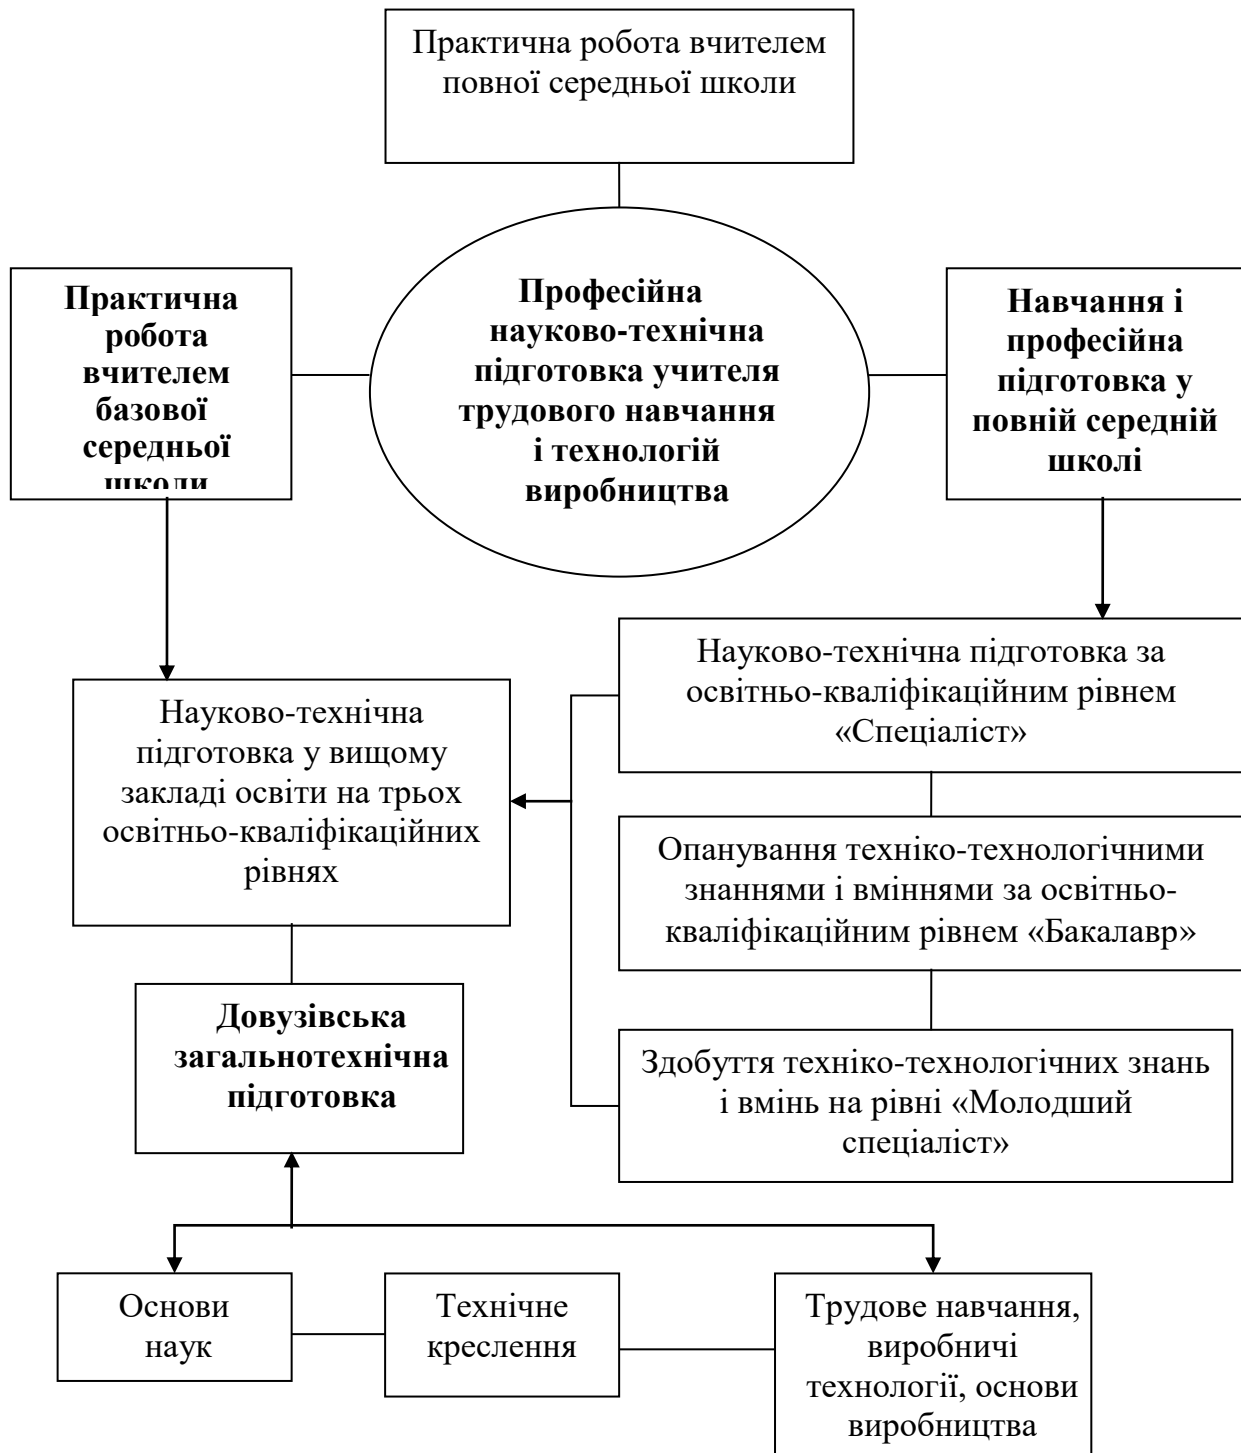 Практична робота вчителем
повної середньої школи
Практична
робота
вчителем
базової
середньої
школи
Професійна
науково-технічна
підготовка учителя
трудового навчання
і технологій
виробництва
Навчання і
професійна
підготовка у
повній середній
школі
Науково-технічна підготовка за
освітньо-кваліфікаційним рівнем
«Спеціаліст»
Науково-технічна
підготовка у вищому
закладі освіти на трьох
освітньо-кваліфікаційних
рівнях
Опанування техніко-технологічними
знаннями і вміннями за освітньо-
кваліфікаційним рівнем «Бакалавр»
Довузівська
загальнотехнічна
підготовка
Здобуття техніко-технологічних знань
і вмінь на рівні «Молодший
спеціаліст»
Основи
наук
Технічне
креслення
Трудове навчання,
виробничі
технології, основи
виробництва